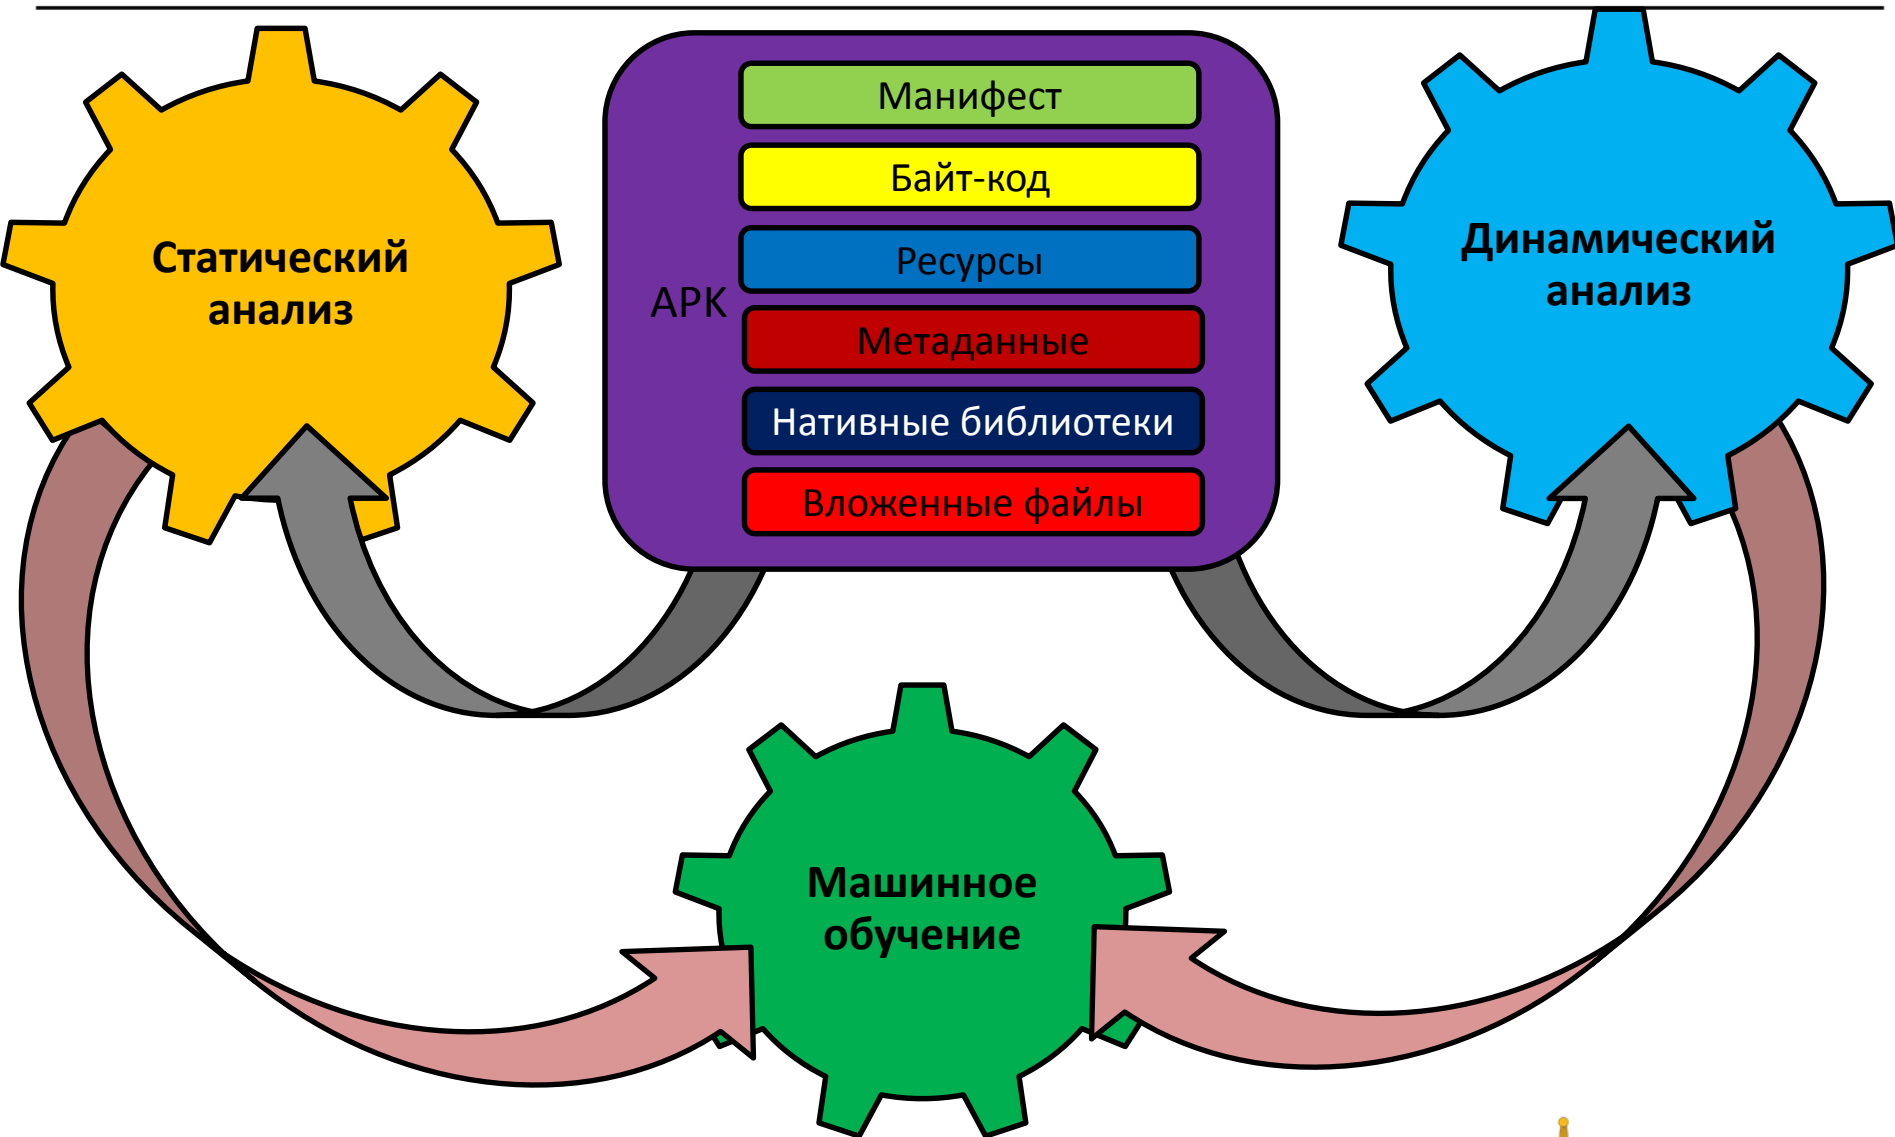 Статический
анализ
APK
Манифест
Байт-код
Ресурсы
Метаданные
Нативные библиотеки
Вложенные файлы
Динамический
анализ
Машинное
обучение